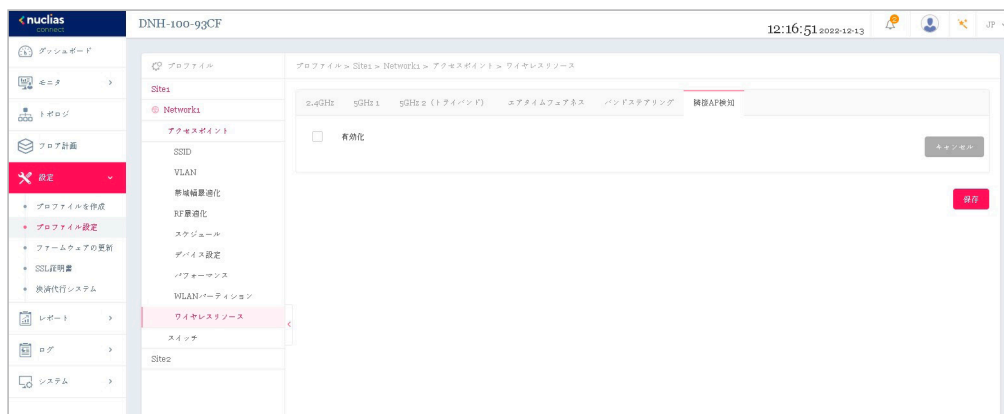 nuclias
connect
DNH-100-93CF
12:16:51 2022-12-13
JP
ダッシュボード
モニタ
トポロジ
フロア計画
設定
プロファイルを作成
プロファイル設定
ファームウェアの更新
SSL証明書
決済代行システム
レポート
ログ
システム
プロファイル
Site1
Network1
アクセスポイント
SSID
VLAN
帯域幅最適化
RF最適化
スケジュール
デバイス設定
パフォーマンス
WLANパーティション
ワイヤレスリソース
スイッチ
Site2
プロファイル > Site1 > Network1 > アクセスポイント > ワイヤレスリソース
2.4GHz 5GHz 1 5GHz 2（トライバンド） エアタイムフェアネス バンドステアリング 隣接AP検知
有効化
キャンセル
保存